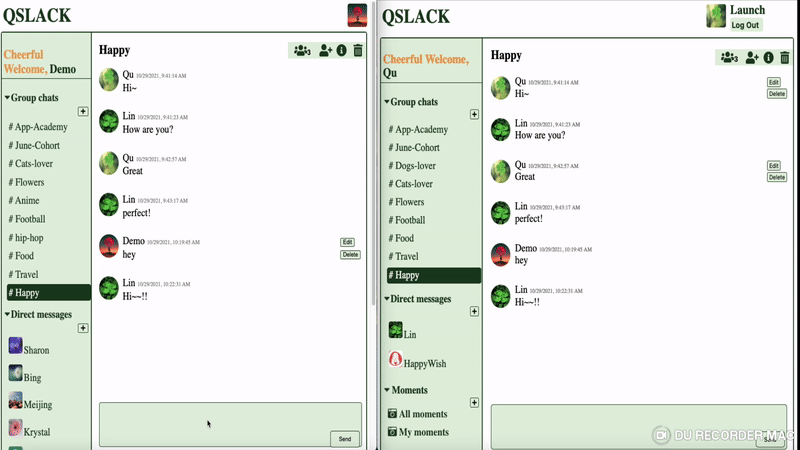 QSLACK
Cheerful
Welcome, Demo
Group chats
+
# App-Academy
# June-Cohort
# Cats-lover
# Flowers
# Anime
# Football
# hip-hop
# Food
# Travel
# Happy
Direct messages
+
Sharon
Bing
Meijing
Krystal
Happy
3
Qu 10/29/2021, 9:41:14 AM
Hi~
Lin 10/29/2021, 9:41:23 AM
How are you?
Qu 10/29/2021, 9:42:57 AM
Great
Lin 10/29/2021, 9:43:17 AM
perfect!
Demo 10/29/2021, 10:19:45 AM
Edit
hey
Delete
Lin 10/29/2021, 10:22:31 AM
Hi~~!!
Send
QSLACK
Launch
Log Out
Cheerful Welcome,
Qu
Group chats
+
# App-Academy
# June-Cohort
# Dogs-lover
# Cats-lover
# Flowers
# Football
# Food
# Travel
# Happy
Direct messages
+
Lin
HappyWish
Moments
+
All moments
My moments
Happy
3
Qu 10/29/2021, 9:41:14 AM
Edit
Hi~
Delete
Lin 10/29/2021, 9:41:23 AM
How are you?
Qu 10/29/2021, 9:42:57 AM
Edit
Great
Delete
Lin 10/29/2021, 9:43:17 AM
perfect!
Demo 10/29/2021, 10:19:45 AM
hey
Lin 10/29/2021, 10:22:31 AM
Hi~~!!
Send
DU RECORDER MAC